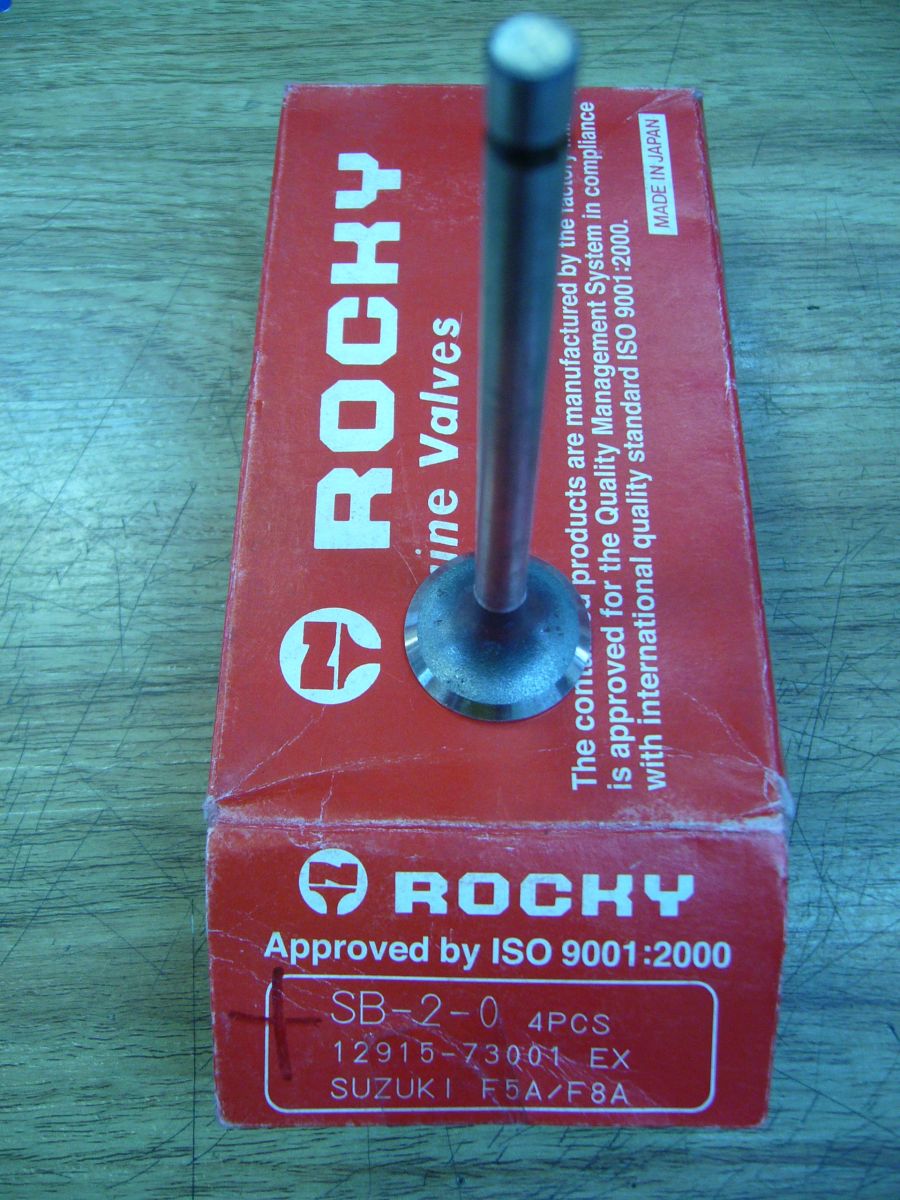 ROCKY
ine Valves
The products are manufactured by the factory
is approved for the Quality Management System in compliance
with international quality standard ISO 9001:2000.
MADE IN JAPAN
ROCKY
Approved by ISO 9001:2000
SB-2-0 4PCS
12915-73001 EX
SUZUKI F5A/F8A